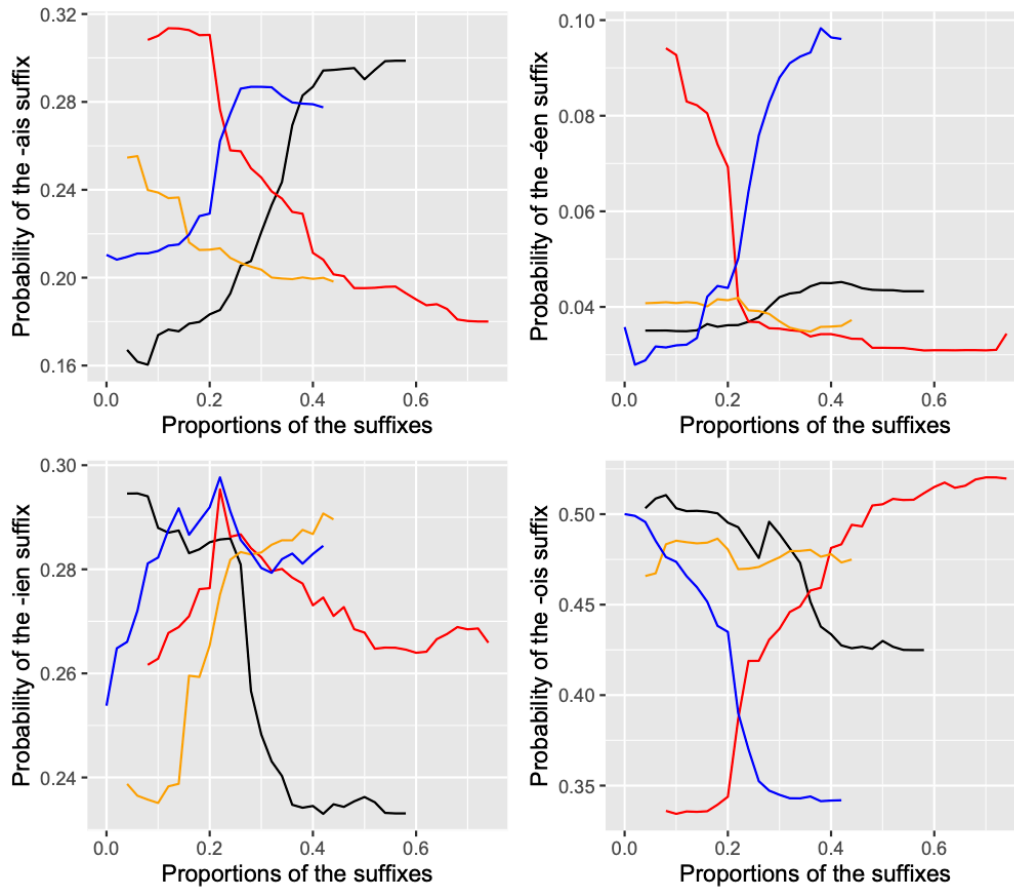 Probability of the -ais suffix
0.32
0.28
0.24
0.20
0.16
0.0 0.2 0.4 0.6
Proportions of the suffixes
Probability of the -éen suffix
0.10
0.08
0.06
0.04
0.0 0.2 0.4 0.6
Proportions of the suffixes
Probability of the -ien suffix
0.30
0.28
0.26
0.24
0.0 0.2 0.4 0.6
Proportions of the suffixes
Probability of the -ois suffix
0.50
0.45
0.40
0.35
0.0 0.2 0.4 0.6
Proportions of the suffixes